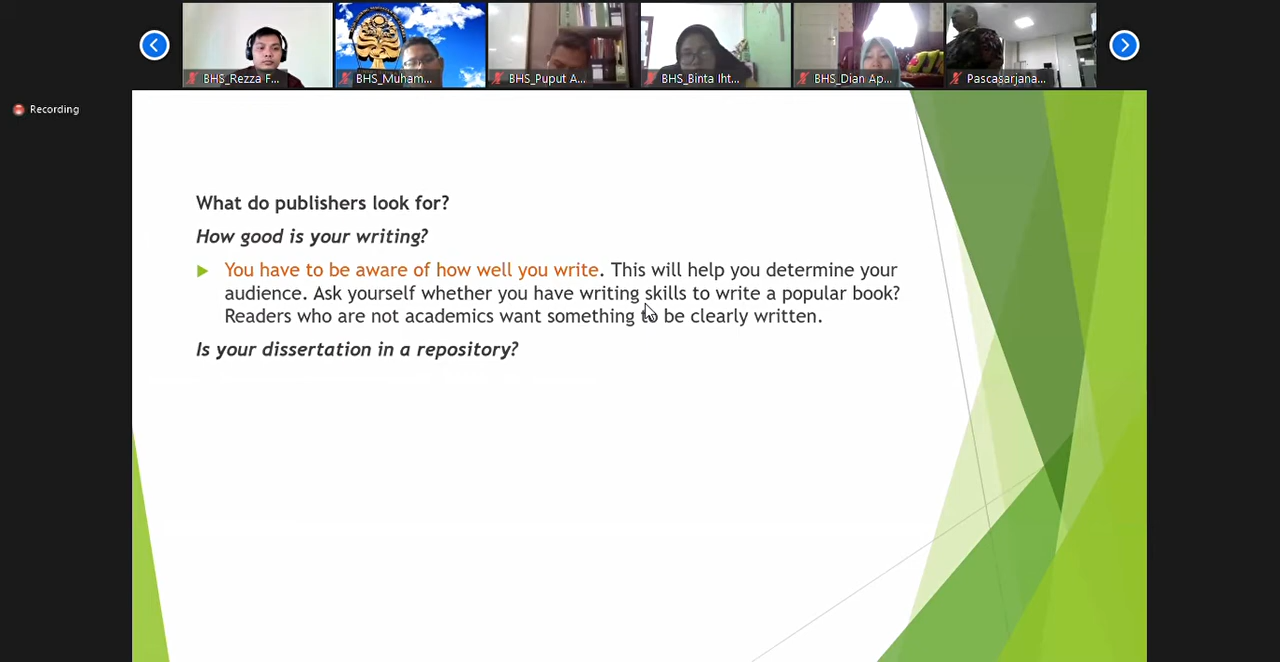 BHS_Rezza F...
BHS_Muham...
BHS_Puput A...
BHS_Binta Iht...
BHS_Dian Ap...
Pascasarjana...
Recording
What do publishers look for?
How good is your writing?
You have to be aware of how well you write. This will help you determine your
audience. Ask yourself whether you have writing skills to write a popular book?
Readers who are not academics want something to be clearly written.
Is your dissertation in a repository?